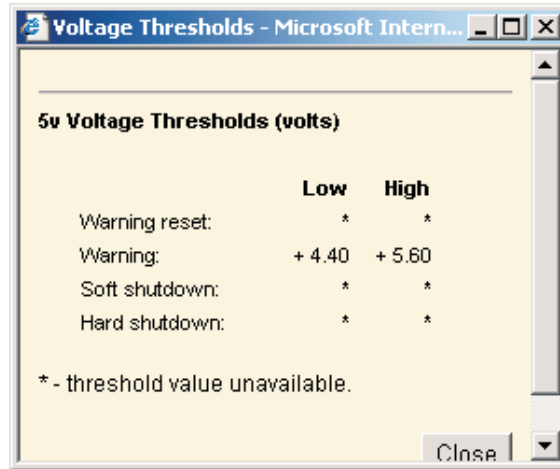 Voltage Thresholds - Microsoft Intern...
5v Voltage Thresholds (volts)
Low High
Warning reset: * *
Warning: + 4.40 + 5.60
Soft shutdown: * *
Hard shutdown: * *
* - threshold value unavailable.
Close